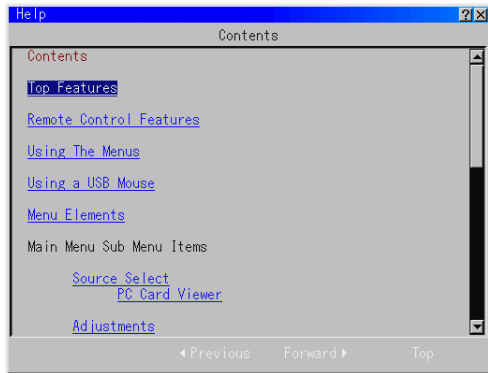 Help
Contents
Contents
Top Features
Remote Control Features
Using The Menus
Using a USB Mouse
Menu Elements
Main Menu Sub Menu Items
Source Select
PC Card Viewer
Adjustments
Previous Forward Top